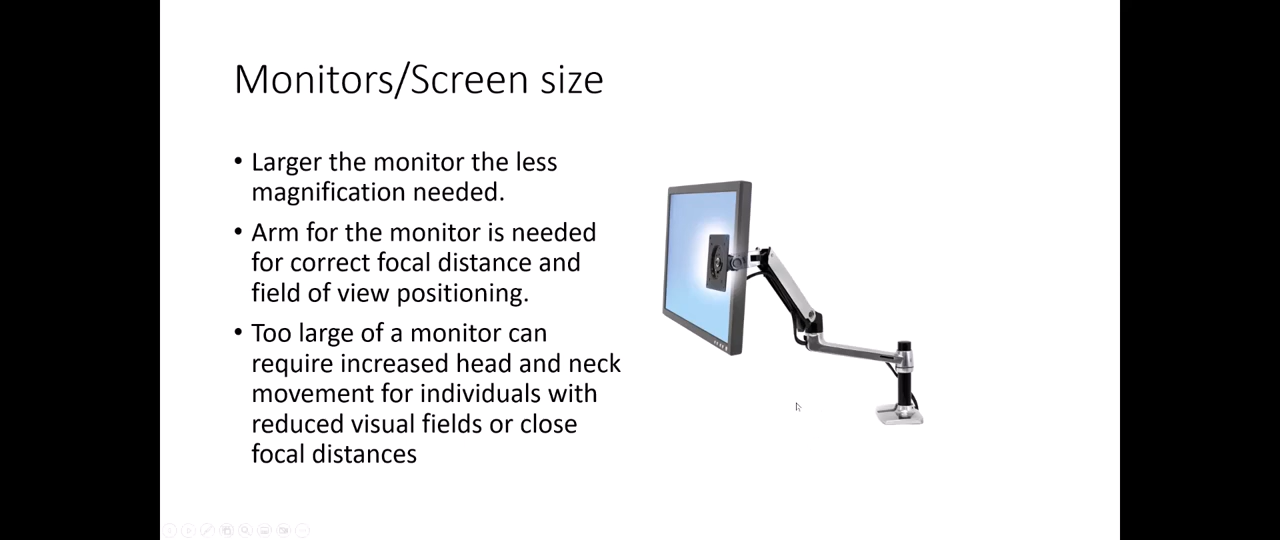 Monitors/Screen size
• Larger the monitor the less
magnification needed.
• Arm for the monitor is needed
for correct focal distance and
field of view positioning.
• Too large of a monitor can
require increased head and neck
movement for individuals with
reduced visual fields or close
focal distances